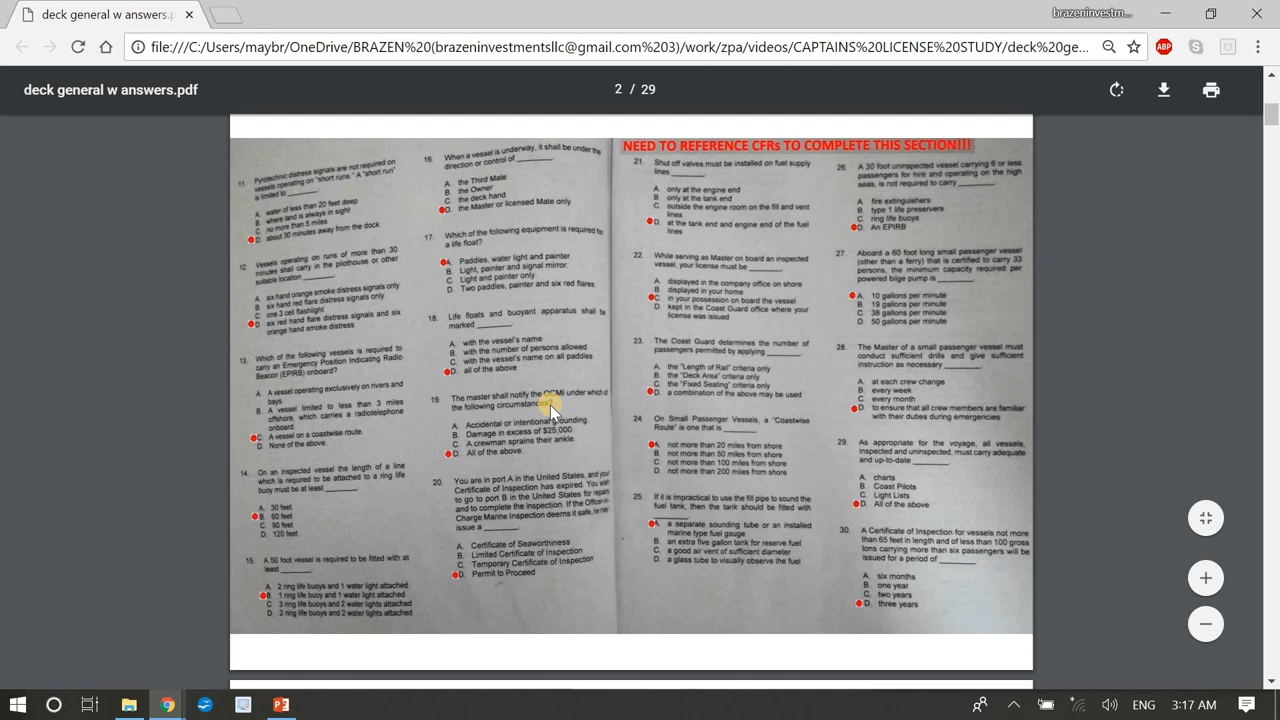 deck general w answers.p
brazeninvestm...
file:///C:/Users/maybr/OneDrive/BRAZEN%20(brazeninvestmentsllc@gmail.com%203)/work/zpa/videos/CAPTAINS%20LICENSE%20STUDY/deck%20ge...
ABP
deck general w answers.pdf
2 / 29
11. Pyrotechnic distress signals are not required on
vessels operating on "short runs." A "short run"
is limited to ______.
A. water of less than 20 feet deep
B. where land is always in sight
C. no more than 5 miles
D. about 30 minutes away from the dock
12. Vessels operating on runs of more than 30
minutes shall carry in the pilothouse or other
suitable location ______.
A. six hand orange smoke distress signals only
B. six hand red flare distress signals only
C. one 3 cell flashlight
D. six red hand flare distress signals and six
orange hand smoke distress
13. Which of the following vessels is required to
carry an Emergency Position Indicating Radio
Beacon (EPIRB) onboard?
A. A vessel operating exclusively on rivers and
bays.
B. A vessel limited to less than 3 miles
offshore, which carries a radiotelephone
onboard.
C. A vessel on a coastwise route.
D. None of the above.
14. On an inspected vessel the length of a line
which is required to be attached to a ring life
buoy must be at least ______.
A. 30 feet
B. 60 feet
C. 90 feet
D. 120 feet
15. A 50 foot vessel is required to be fitted with at
least ______.
A. 2 ring life buoys and 1 water light attached.
B. 1 ring life buoy and 1 water light attached
C. 3 ring life buoys and 2 water lights attached
D. 2 ring life buoys and 2 water lights attached
16. When a vessel is underway, it shall be under the
direction or control of ______.
A. the Third Mate
B. the Owner
C. the deck hand
D. the Master or licensed Mate only
17. Which of the following equipment is required for
a life float?
A. Paddles, water light and painter.
B. Light, painter and signal mirror.
C. Light and painter only.
D. Two paddles, painter and six red flares.
18. Life floats and buoyant apparatus shall be
marked ______.
A. with the vessel's name
B. with the number of persons allowed
C. with the vessel's name on all paddles
D. all of the above
19. The master shall notify the OCMI under which of
the following circumstances?
A. Accidental or intentional grounding
B. Damage in excess of $25,000.
C. A crewman sprains their ankle.
D. All of the above.
20. You are in port A in the United States, and your
Certificate of Inspection has expired. You wish
to go to port B in the United States for repairs
and to complete the inspection. If the Officer-in-
Charge Marine Inspection deems it safe, he may
issue a ______.
A. Certificate of Seaworthiness
B. Limited Certificate of Inspection
C. Temporary Certificate of Inspection
D. Permit to Proceed
NEED TO REFERENCE CFRs TO COMPLETE THIS SECTION!!!
21. Shut off valves must be installed on fuel supply
lines ______.
A. only at the engine end
B. only at the tank end
C. outside the engine room on the fill and vent
lines
D. at the tank end and engine end of the fuel
lines
22. While serving as Master on board an inspected
vessel, your license must be ______.
A. displayed in the company office on shore
B. displayed in your home
C. in your possession on board the vessel
D. kept in the Coast Guard office where your
license was issued
23. The Coast Guard determines the number of
passengers permitted by applying ______.
A. the "Length of Rail" criteria only
B. the "Deck Area" criteria only
C. the "Fixed Seating" criteria only
D. a combination of the above may be used
24. On Small Passenger Vessels, a "Coastwise
Route" is one that is ______
A. not more than 20 miles from shore
B. not more than 50 miles from shore
C. not more than 100 miles from shore
D. not more than 200 miles from shore
25. If it is impractical to use the fill pipe to sound the
fuel tank, then the tank should be fitted with
______.
A. a separate sounding tube or an installed
marine type fuel gauge
B. an extra five gallon tank for reserve fuel
C. a good air vent of sufficient diameter
D. a glass tube to visually observe the fuel
26. A 30 foot uninspected vessel carrying 6 or less
passengers for hire and operating on the high
seas, is not required to carry ______.
A. fire extinguishers
B. type 1 life preservers
C. ring life buoys
D. An EPIRB
27. Aboard a 60 foot long small passenger vessel
(other than a ferry) that is certified to carry 33
persons, the minimum capacity required per
powered bilge pump is ______.
A. 10 gallons per minute
B. 19 gallons per minute
C. 38 gallons per minute
D. 50 gallons per minute
28. The Master of a small passenger vessel must
conduct sufficient drills and give sufficient
instruction as necessary ______.
A. at each crew change
B. every week
C. every month
D. to ensure that all crew members are familiar
with their duties during emergencies
29. As appropriate for the voyage, all vessels,
inspected and uninspected, must carry adequate
and up-to-date ______.
A. charts
B. Coast Pilots
C. Light Lists
D. All of the above
30. A Certificate of Inspection for vessels not more
than 65 feet in length and of less than 100 gross
tons carrying more than six passengers will be
issued for a period of ______.
A. six months
B. one year
C. two years
D. three years
ENG
3:17 AM